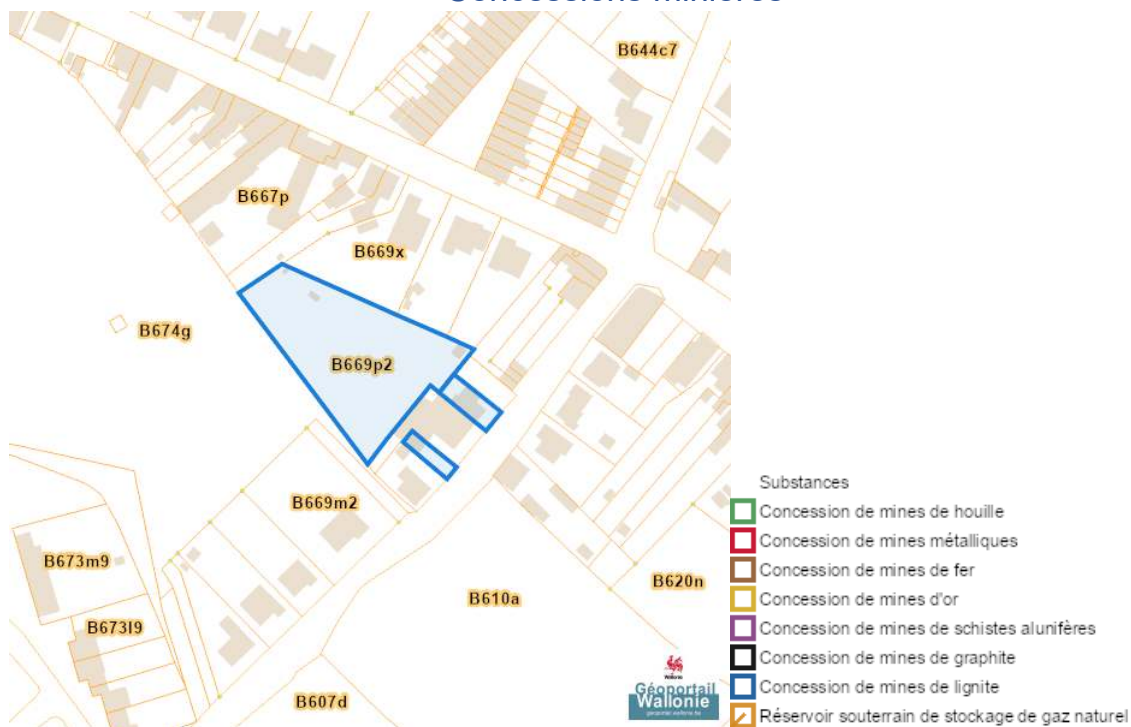 Concessions minières
B644c7
B667p
B669x
B674g
B669p2
B669m2
B673m9
B610a
B620n
B673l9
B607d
Wallonie
Géoportail
Wallonie
geoportail.wallonie.be
Substances
Concession de mines de houille
Concession de mines métalliques
Concession de mines de fer
Concession de mines d'or
Concession de mines de schistes alunifères
Concession de mines de graphite
Concession de mines de lignite
Réservoir souterrain de stockage de gaz naturel